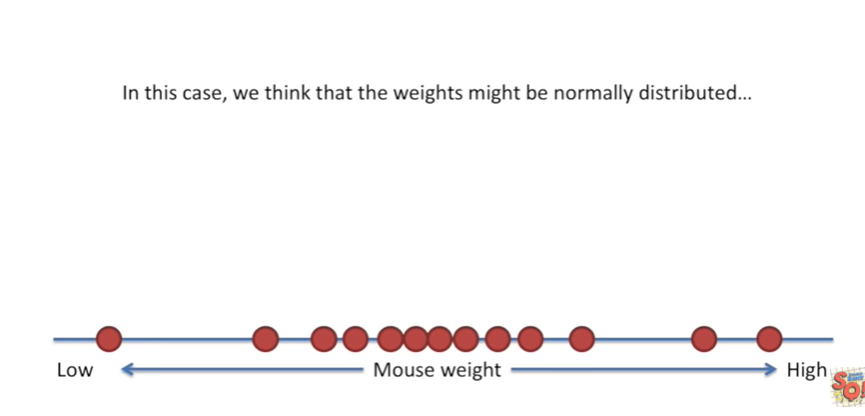 In this case, we think that the weights might be normally distributed...
Low Mouse weight High